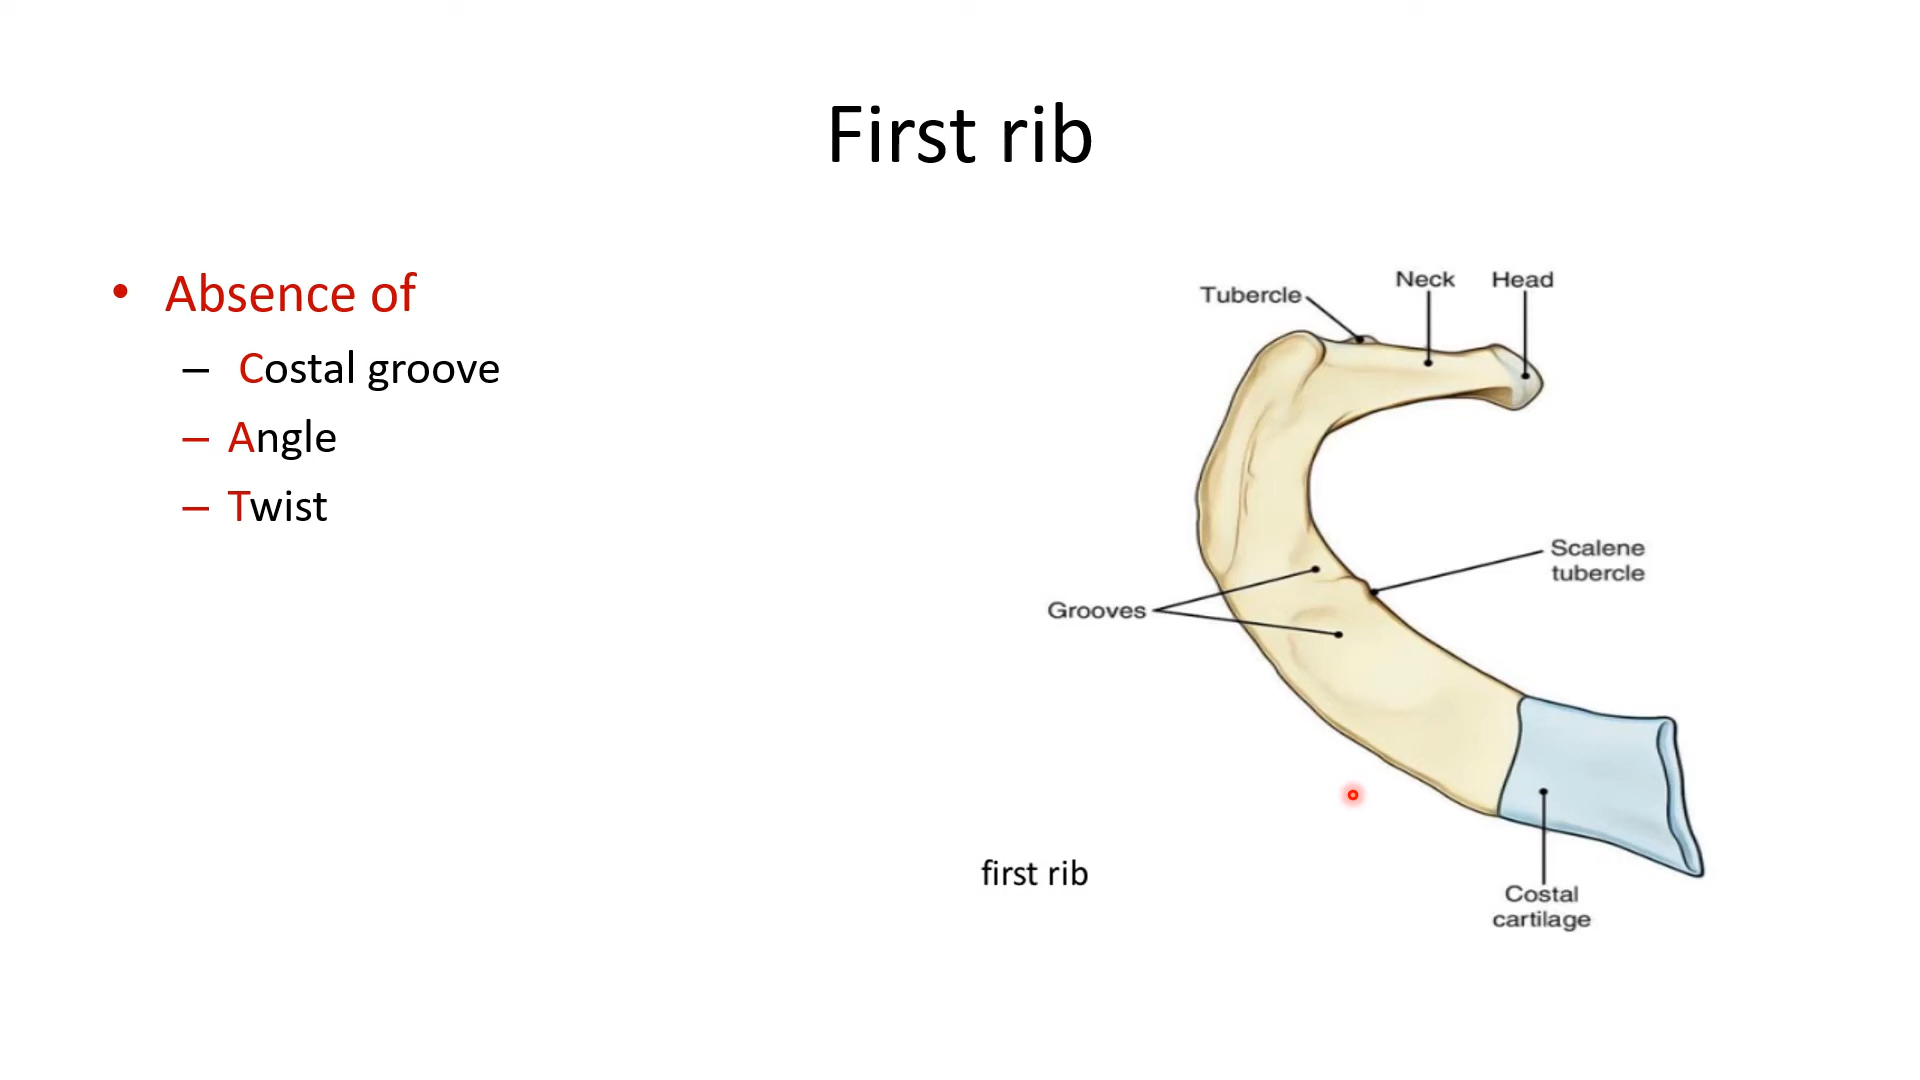 First rib
• Absence of
– Costal groove
– Angle
– Twist
Tubercle
Neck
Head
Scalene
tubercle
Grooves
first rib
Costal
cartilage